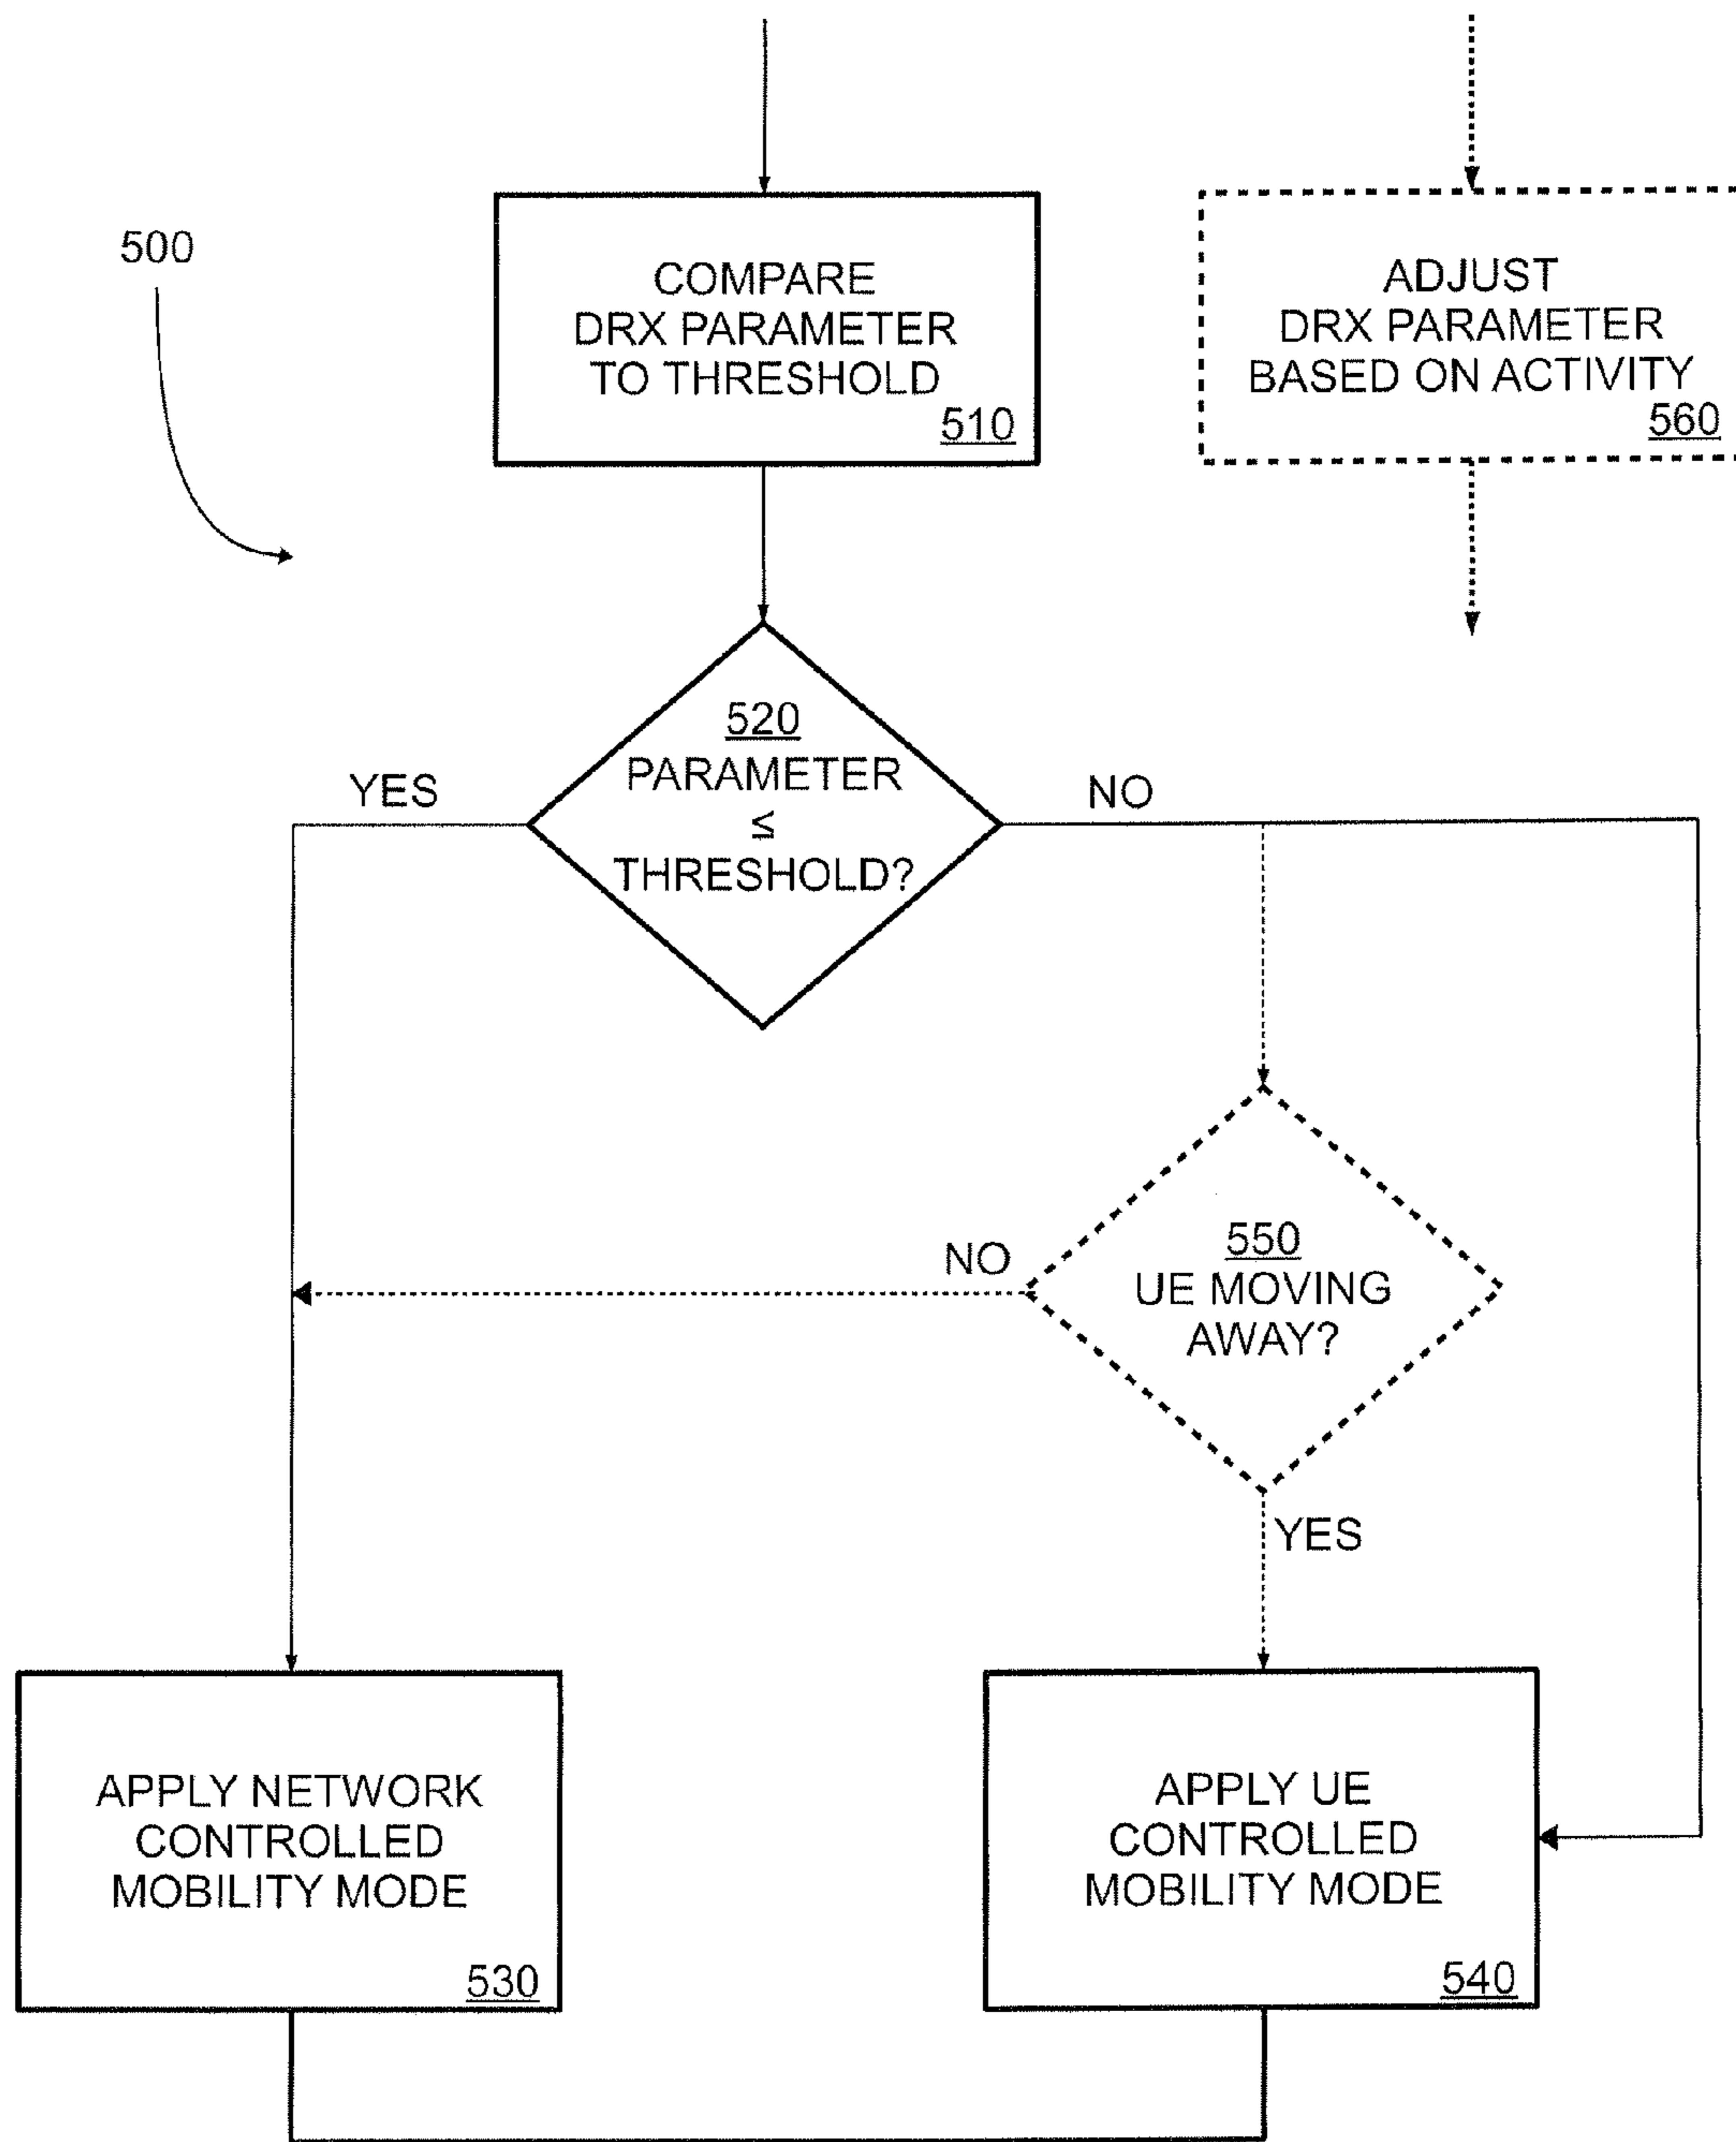 500
COMPARE
DRX PARAMETER
TO THRESHOLD
510
ADJUST
DRX PARAMETER
BASED ON ACTIVITY
560
520
PARAMETER
≤
THRESHOLD?
YES
NO
550
UE MOVING
AWAY?
NO
YES
APPLY NETWORK
CONTROLLED
MOBILITY MODE
530
APPLY UE
CONTROLLED
MOBILITY MODE
540